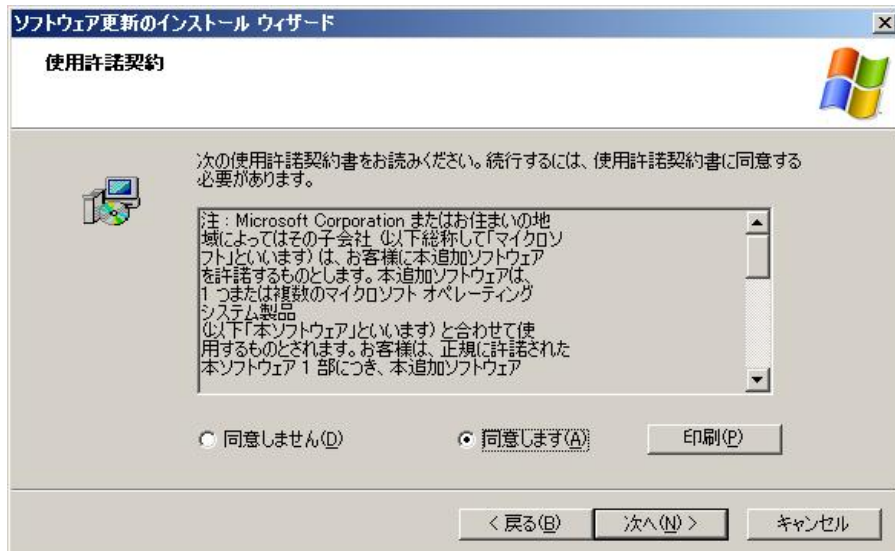 ソフトウェア更新のインストール ウィザード
使用許諾契約
次の使用許諾契約書をお読みください。続行するには、使用許諾契約書に同意する
必要があります。
注 : Microsoft Corporation またはお住まいの地
域によってはその子会社 (以下総称して「マイクロソ
フト」といいます) は、お客様に本追加ソフトウェア
を許諾するものとします。本追加ソフトウェアは、
1 つまたは複数のマイクロソフト オペレーティング
システム製品
(以下「本ソフトウェア」といいます) と合わせて使
用するものとされます。お客様は、正規に許諾された
本ソフトウェア 1 部につき、本追加ソフトウェア
同意しません(D)
同意します(A)
印刷(P)
< 戻る(B)
次へ(N) >
キャンセル